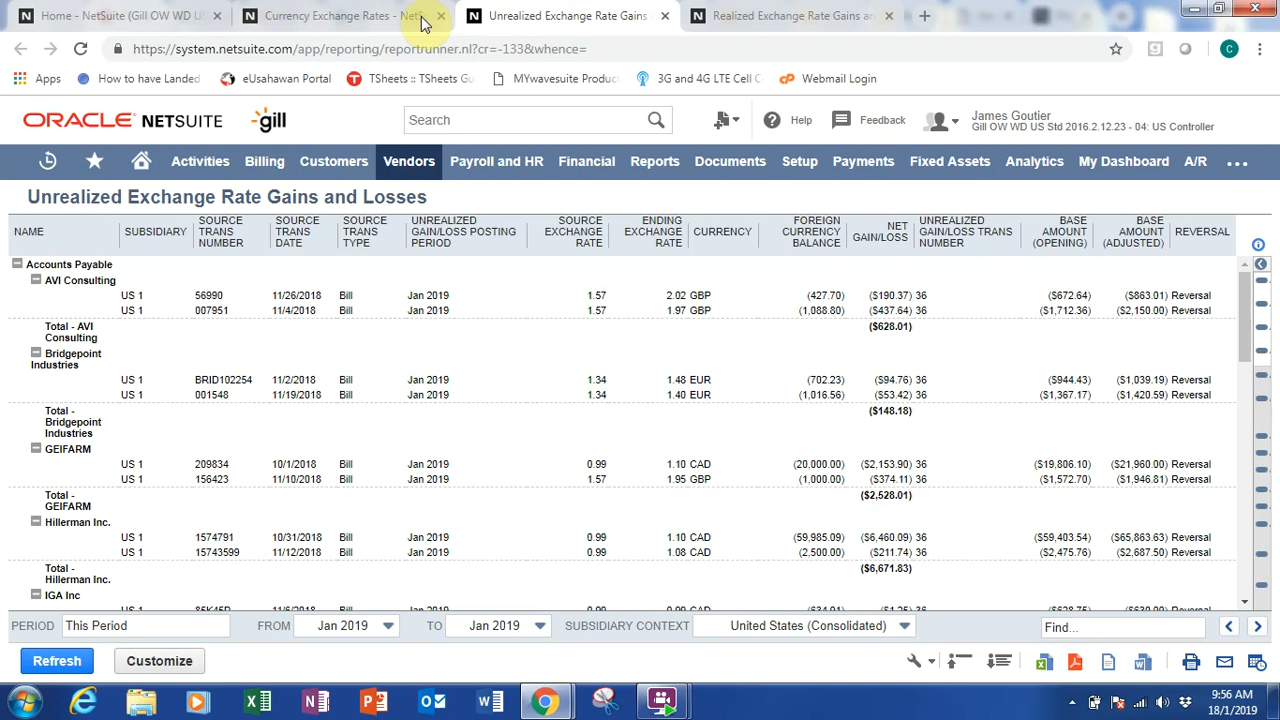 Home - NetSuite (Gill OW WD US
Currency Exchange Rates - NetS
Unrealized Exchange Rate Gains
Realized Exchange Rate Gains an
https://system.netsuite.com/app/reporting/reportrunner.nl?cr=-133&whence=
Apps
How to have Landed
eUsahawan Portal
TSheets :: TSheets Gu
MYwavesuite Produc
3G and 4G LTE Cell C
Webmail Login
ORACLE NETSUITE
gill
Search
Help
Feedback
James Goutier
Gill OW WD US Std 2016.2.12.23 - 04: US Controller
Activities Billing Customers Vendors Payroll and HR Financial Reports Documents Setup Payments Fixed Assets Analytics My Dashboard A/R
Unrealized Exchange Rate Gains and Losses
NAME SUBSIDIARY SOURCE TRANS NUMBER SOURCE TRANS DATE SOURCE TRANS TYPE UNREALIZED GAIN/LOSS POSTING PERIOD SOURCE EXCHANGE RATE ENDING EXCHANGE RATE CURRENCY FOREIGN CURRENCY BALANCE NET GAIN/LOSS UNREALIZED GAIN/LOSS TRANS NUMBER BASE AMOUNT (OPENING) BASE AMOUNT (ADJUSTED) REVERSAL
Accounts Payable
AVI Consulting
US 1 56990 11/26/2018 Bill Jan 2019 1.57 2.02 GBP (427.70) ($190.37) 36 ($672.64) ($863.01) Reversal
US 1 007951 11/4/2018 Bill Jan 2019 1.57 1.97 GBP (1,088.80) ($437.64) 36 ($1,712.36) ($2,150.00) Reversal
Total - AVI
Consulting
($628.01)
Bridgepoint
Industries
US 1 BRID102254 11/2/2018 Bill Jan 2019 1.34 1.48 EUR (702.23) ($94.76) 36 ($944.43) ($1,039.19) Reversal
US 1 001548 11/19/2018 Bill Jan 2019 1.34 1.40 EUR (1,016.56) ($53.42) 36 ($1,367.17) ($1,420.59) Reversal
Total -
Bridgepoint
Industries
($148.18)
GEIFARM
US 1 209834 10/1/2018 Bill Jan 2019 0.99 1.10 CAD (20,000.00) ($2,153.90) 36 ($19,806.10) ($21,960.00) Reversal
US 1 156423 11/10/2018 Bill Jan 2019 1.57 1.95 GBP (1,000.00) ($374.11) 36 ($1,572.70) ($1,946.81) Reversal
Total -
GEIFARM
($2,528.01)
Hillerman Inc.
US 1 1574791 10/31/2018 Bill Jan 2019 0.99 1.10 CAD (59,985.09) ($6,460.09) 36 ($59,403.54) ($65,863.63) Reversal
US 1 15743599 11/12/2018 Bill Jan 2019 0.99 1.08 CAD (2,500.00) ($211.74) 36 ($2,475.76) ($2,687.50) Reversal
Total -
Hillerman Inc.
($6,671.83)
IGA Inc
PERIOD This Period FROM Jan 2019 TO Jan 2019 SUBSIDIARY CONTEXT United States (Consolidated) Find...
Refresh Customize
9:56 AM
18/1/2019